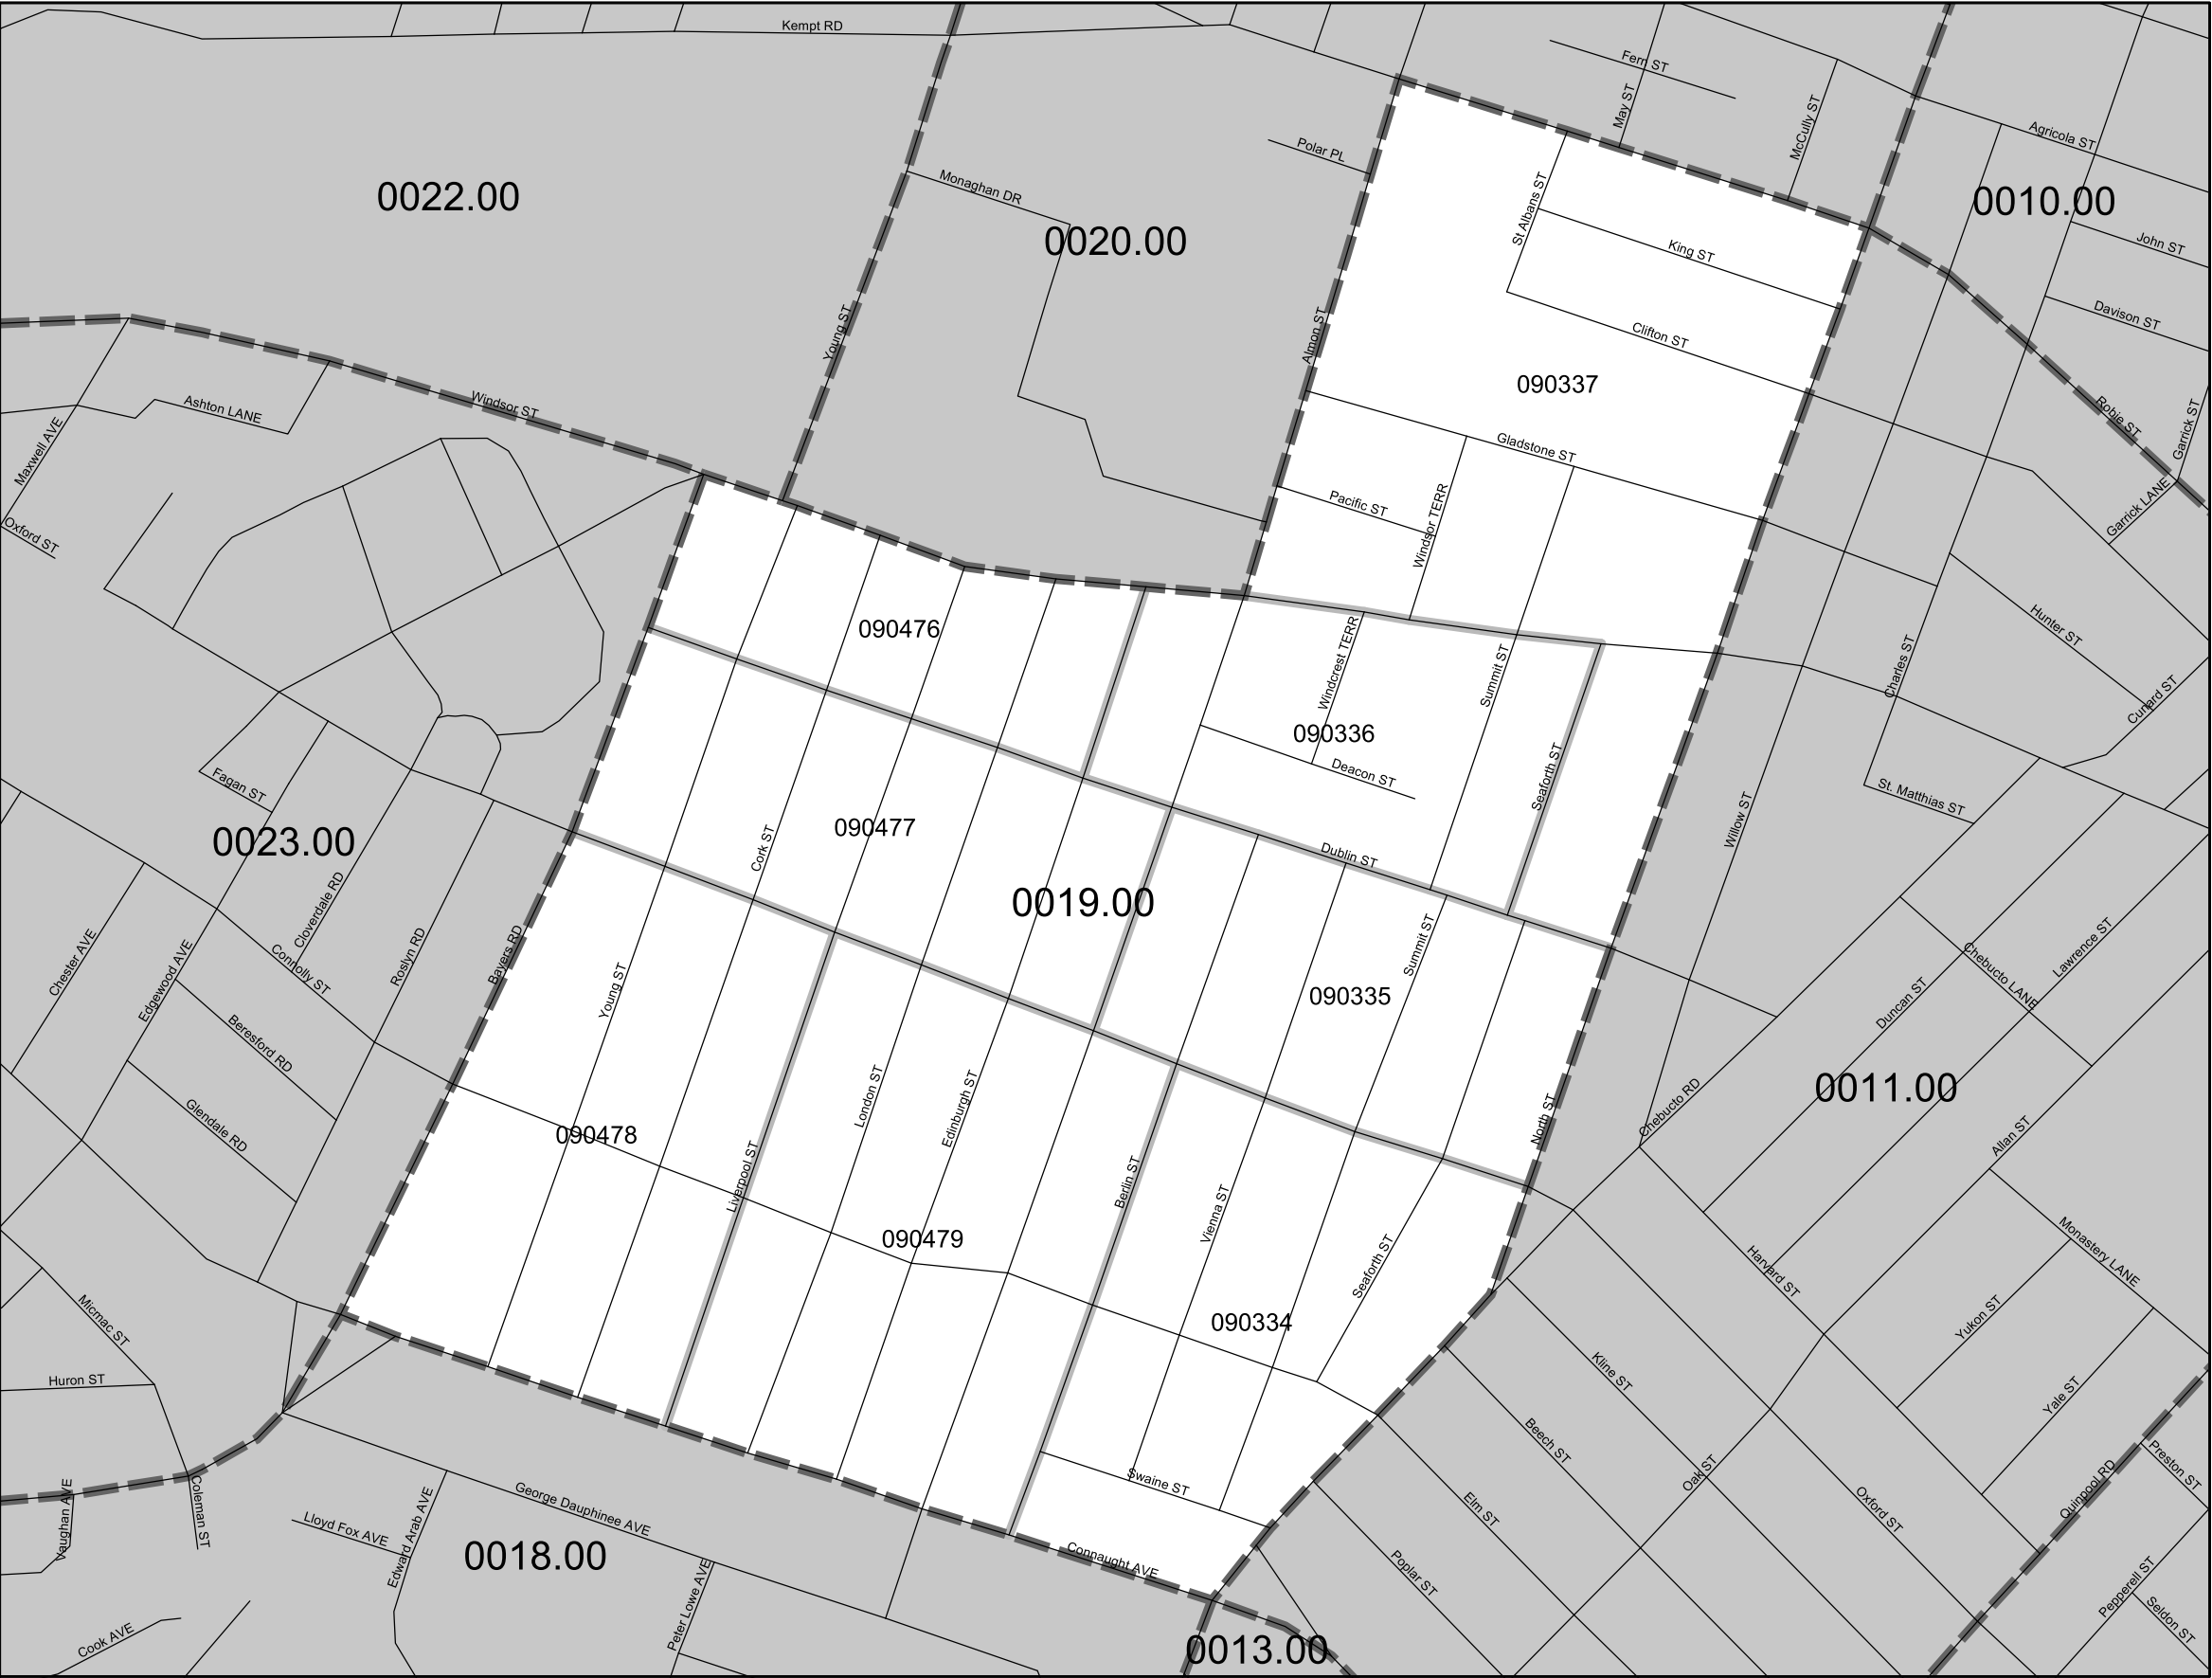 Kempt RD
Fern ST
May ST
McCully ST
Agricola ST
Polar PL
Monaghan DR
0022.00
0020.00
0010.00
St Albans ST
King ST
John ST
Young ST
Almon ST
Clifton ST
Davison ST
Windsor ST
Ashton LANE
Maxwell AVE
090337
Robie ST
Garrick ST
Gladstone ST
Pacific ST
Windsor TERR
Garrick LANE
Oxford ST
090476
Windcrest TERR
Summit ST
Charles ST
Hunter ST
Cunard ST
090336
Deacon ST
Seaforth ST
Fagan ST
St. Matthias ST
0023.00
Cork ST
090477
Dublin ST
Willow ST
0019.00
Cloverdale RD
Chester AVE
Edgewood AVE
Connolly ST
Roslyn RD
Bayers RD
Young ST
Summit ST
090335
Chebucto LANE
Lawrence ST
Duncan ST
Beresford RD
Glendale RD
0011.00
London ST
Edinburgh ST
North ST
Chebucto RD
Allan ST
090478
Liverpool ST
Berlin ST
Vienna ST
090479
Seaforth ST
Harvard ST
Monastery LANE
Micmac ST
090334
Yukon ST
Huron ST
Kline ST
Yale ST
Beech ST
Preston ST
Vaughan AVE
Coleman ST
George Dauphinee AVE
Swaine ST
Elm ST
Oak ST
Oxford ST
Quinpool RD
Lloyd Fox AVE
Edward Arab AVE
0018.00
Connaught AVE
Poplar ST
Pepperell ST
Seldon ST
Cook AVE
Peter Lowe AVE
0013.00